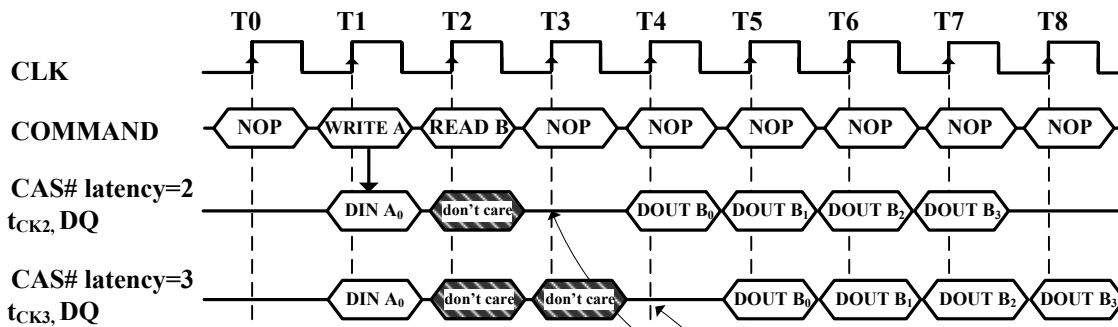 T0 T1 T2 T3 T4 T5 T6 T7 T8
CLK
COMMAND NOP WRITE A READ B NOP NOP NOP NOP NOP NOP
CAS# latency=2
tCK2, DQ DIN A0 don't care DOUT B0 DOUT B1 DOUT B2 DOUT B3
CAS# latency=3
tCK3, DQ DIN A0 don't care don't care DOUT B0 DOUT B1 DOUT B2 DOUT B3